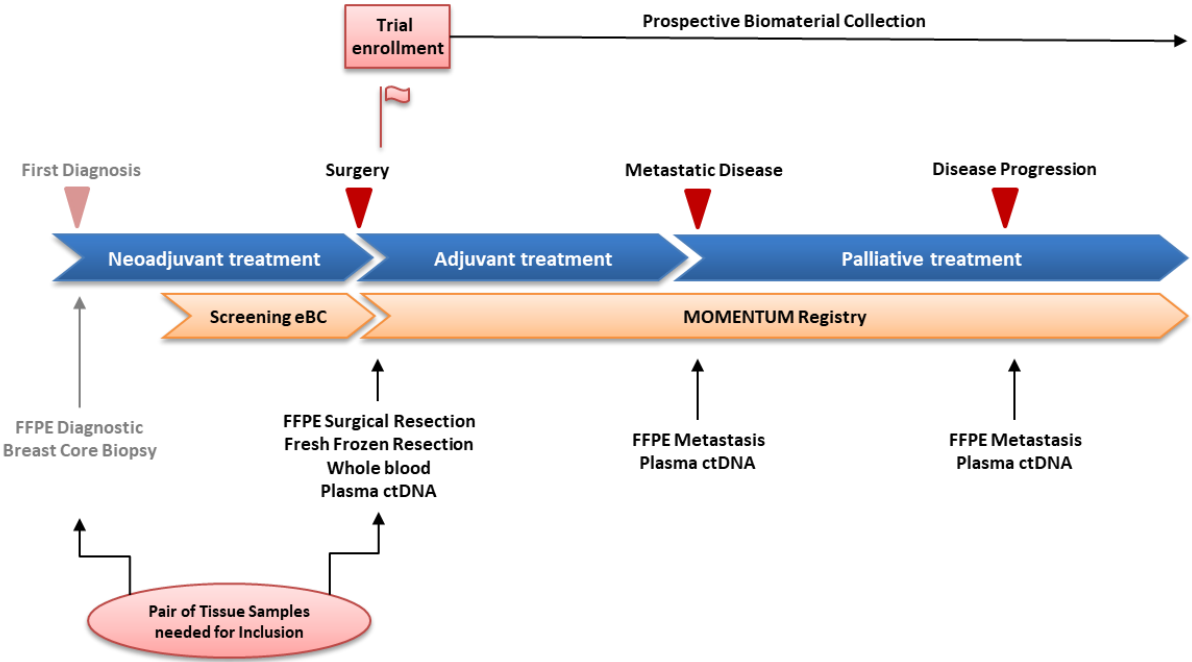 Trial
enrollment
Prospective Biomaterial Collection
First Diagnosis
Surgery
Metastatic Disease
Disease Progression
Neoadjuvant treatment
Adjuvant treatment
Palliative treatment
Screening eBC
MOMENTUM Registry
FFPE Diagnostic
Breast Core Biopsy
FFPE Surgical Resection
Fresh Frozen Resection
Whole blood
Plasma ctDNA
FFPE Metastasis
Plasma ctDNA
FFPE Metastasis
Plasma ctDNA
Pair of Tissue Samples
needed for Inclusion